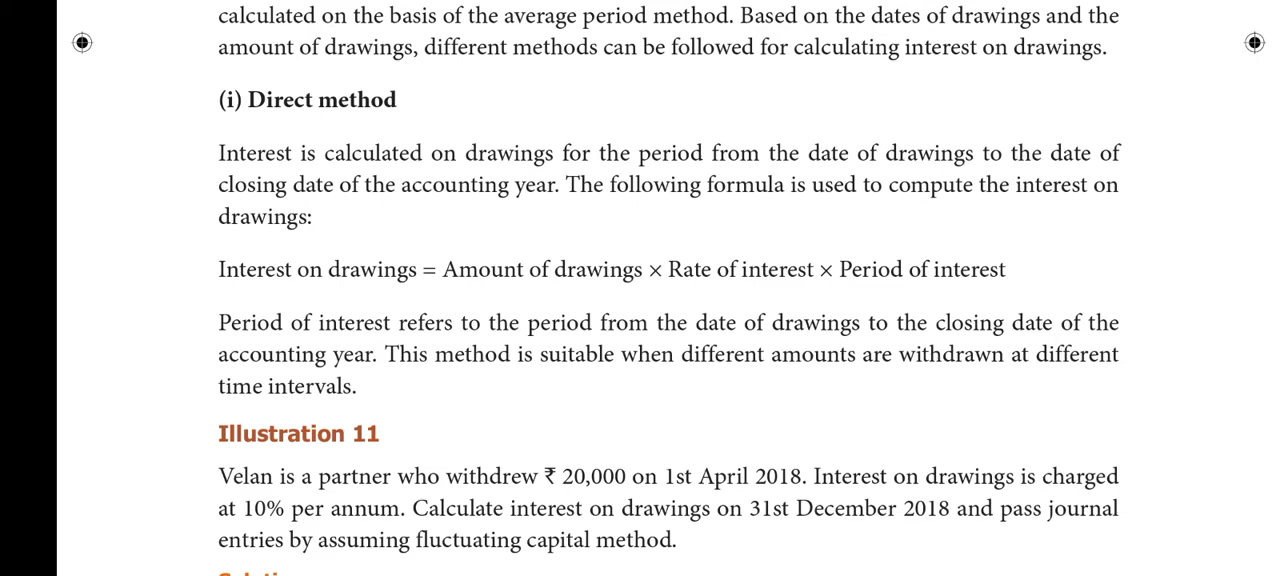 calculated on the basis of the average period method. Based on the dates of drawings and the
amount of drawings, different methods can be followed for calculating interest on drawings.
(i) Direct method
Interest is calculated on drawings for the period from the date of drawings to the date of
closing date of the accounting year. The following formula is used to compute the interest on
drawings:
Interest on drawings = Amount of drawings × Rate of interest × Period of interest
Period of interest refers to the period from the date of drawings to the closing date of the
accounting year. This method is suitable when different amounts are withdrawn at different
time intervals.
Illustration 11
Velan is a partner who withdrew ₹ 20,000 on 1st April 2018. Interest on drawings is charged
at 10% per annum. Calculate interest on drawings on 31st December 2018 and pass journal
entries by assuming fluctuating capital method.